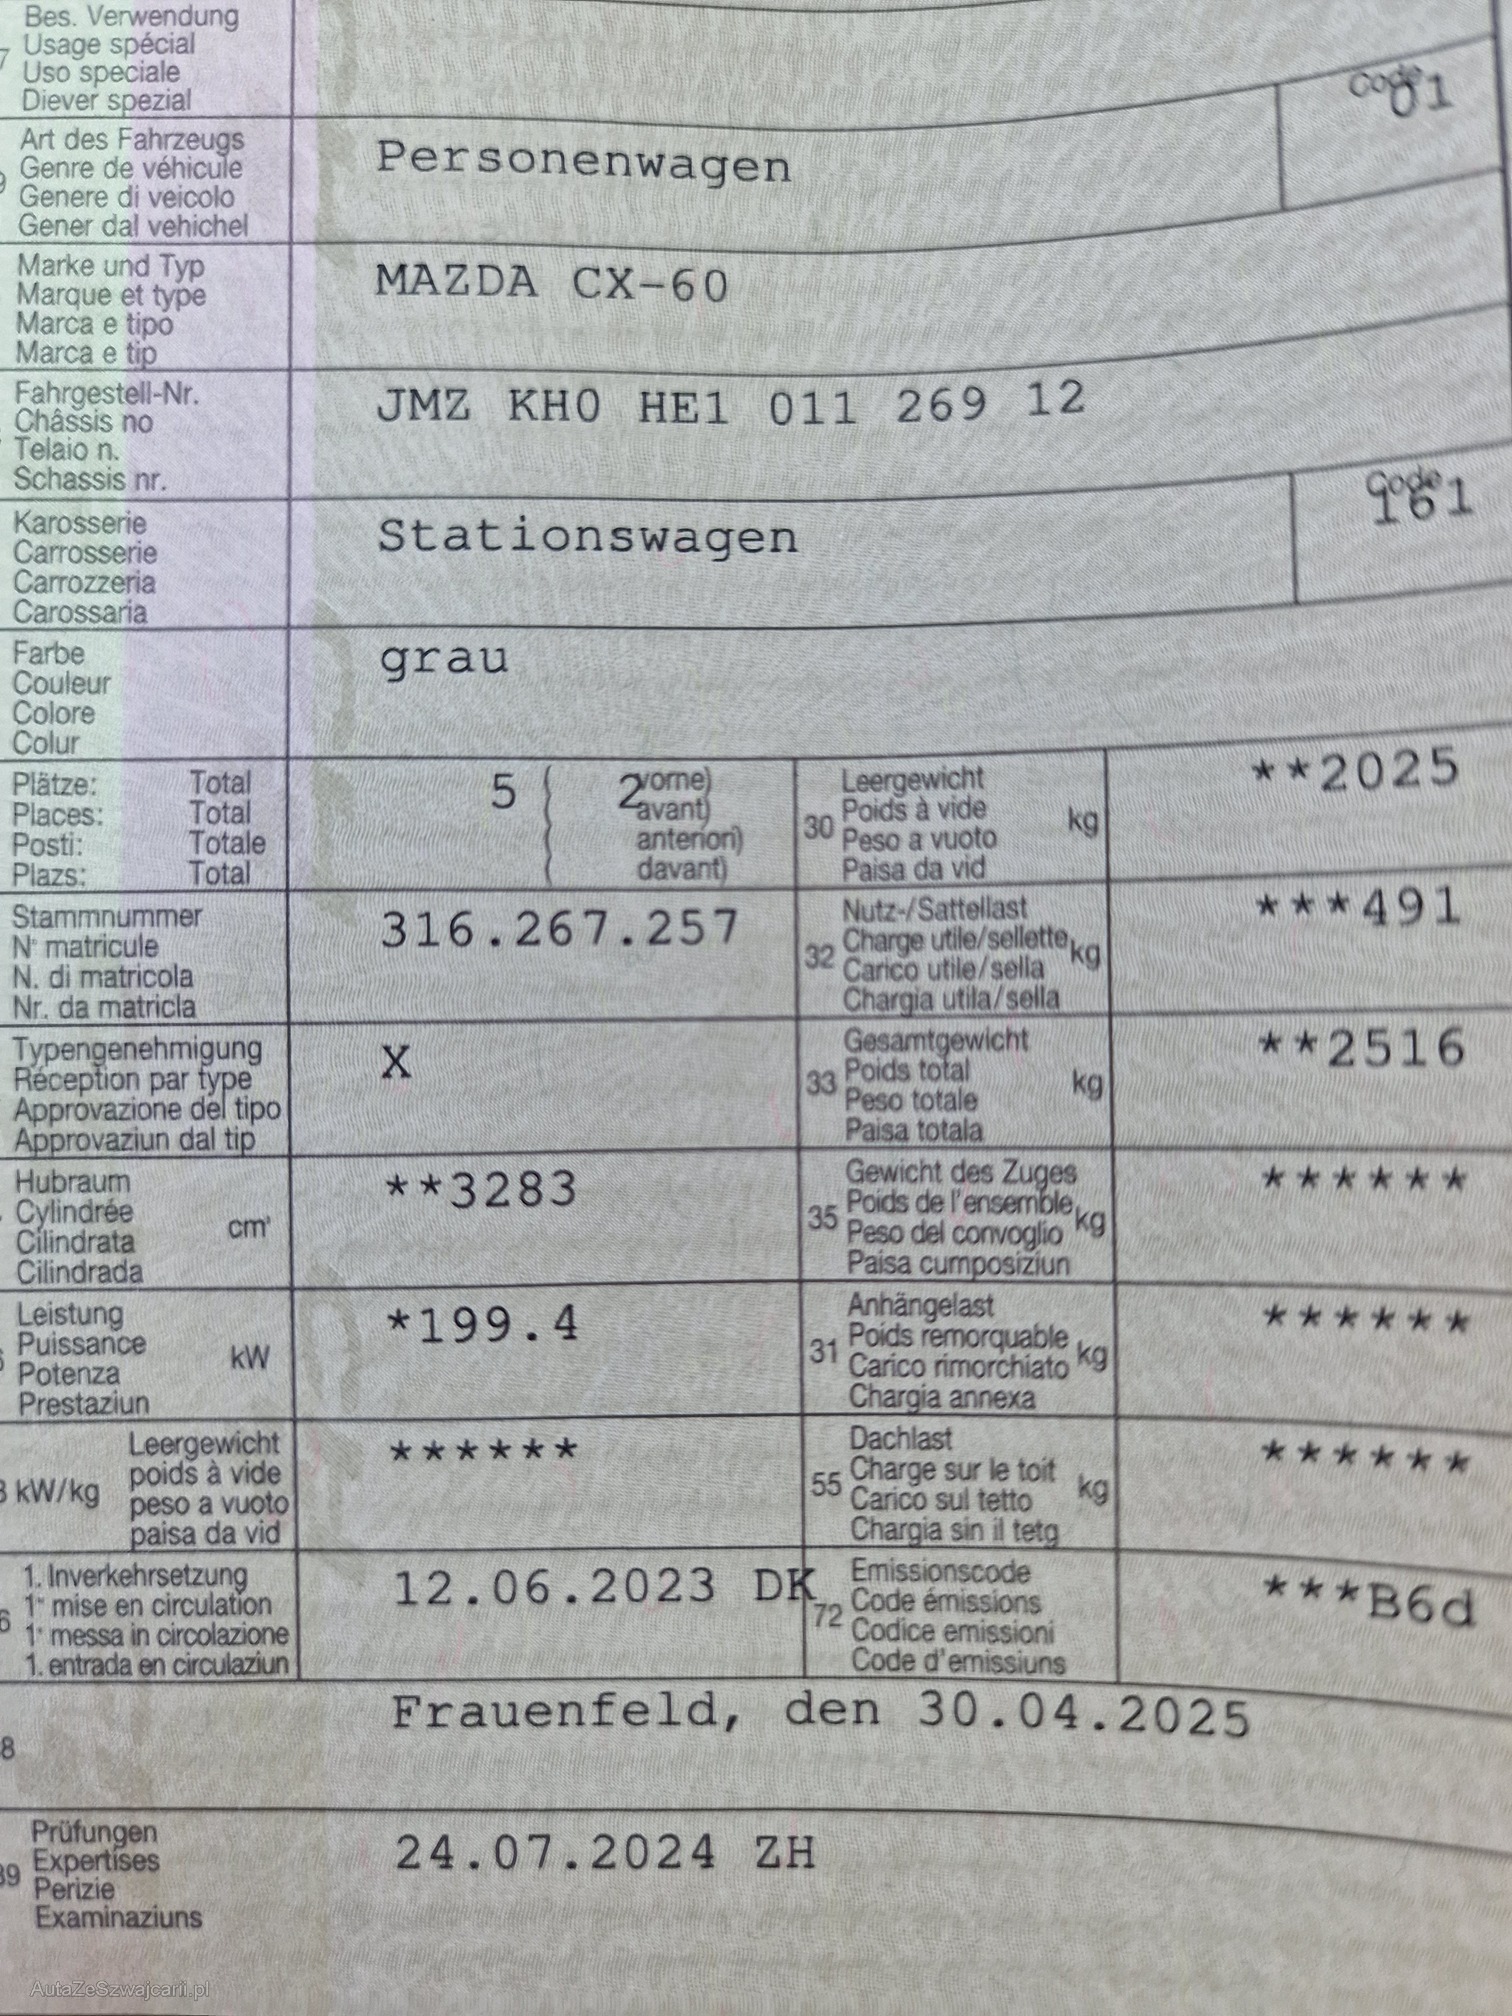 Bes. Verwendung
Usage spécial
Uso speciale
Diever spezial
Art des Fahrzeugs
Genre de véhicule
Genere di veicolo
Gener dal vehichel
Personenwagen
Code
01
Marke und Typ
Marque et type
Marca e tipo
Marca e tip
MAZDA CX-60
Fahrgestell-Nr.
Châssis no
Telaio n.
Schassis nr.
JMZ KH0 HE1 011 269 12
Karosserie
Carrosserie
Carrozzeria
Carossaria
Stationswagen
Code
161
Farbe
Couleur
Colore
Colur
grau
Plätze: Total
Places: Total
Posti: Totale
Plazs: Total
5 { 2 vorne)
avant)
anteriori)
davant)
30 Leergewicht
Poids à vide
Peso a vuoto
Paisa da vid
kg
**2025
Stammnummer
N° matricule
N. di matricola
Nr. da matricla
316.267.257
32 Nutz-/Sattellast
Charge utile/sellette
Carico utile/sella
Chargia utila/sella
kg
***491
Typengenehmigung
Réception par type
Approvazione del tipo
Approvaziun dal tip
X
33 Gesamtgewicht
Poids total
Peso totale
Paisa totala
kg
**2516
Hubraum
Cylindrée
Cilindrata
Cilindrada
cm³
**3283
35 Gewicht des Zuges
Poids de l'ensemble
Peso del convoglio
Paisa cumposiziun
kg
******
Leistung
Puissance
Potenza
Prestaziun
kW
*199.4
31 Anhängelast
Poids remorquable
Carico rimorchiato
Chargia annexa
kg
******
kW/kg
Leergewicht
poids à vide
peso a vuoto
paisa da vid
******
55 Dachlast
Charge sur le toit
Carico sul tetto
Chargia sin il tetg
kg
******
1. Inverkehrsetzung
1re mise en circulation
1a messa in circolazione
1. entrada en circulaziun
12.06.2023 DK
72 Emissionscode
Code émissions
Codice emissioni
Code d'emissiuns
***B6d
8
Frauenfeld, den 30.04.2025
39 Prüfungen
Expertises
Perizie
Examinaziuns
24.07.2024 ZH
AutaZeSzwajcarii.pl